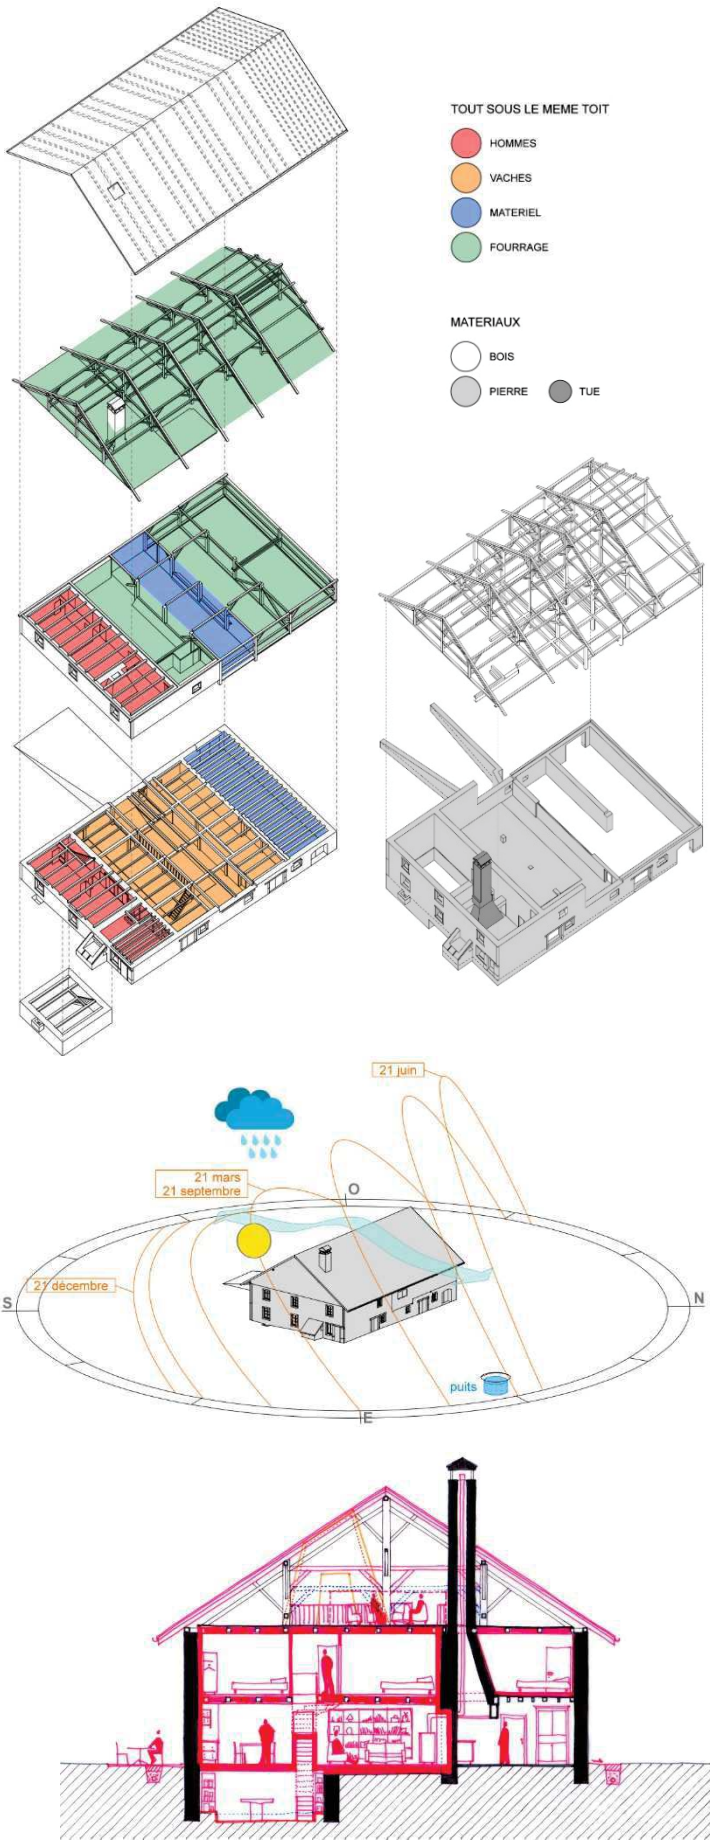 TOUT SOUS LE MEME TOIT
HOMMES
VACHES
MATERIEL
FOURRAGE
MATERIAUX
BOIS
PIERRE
TUE
21 juin
21 mars
21 septembre
O
21 décembre
S
N
puits
E